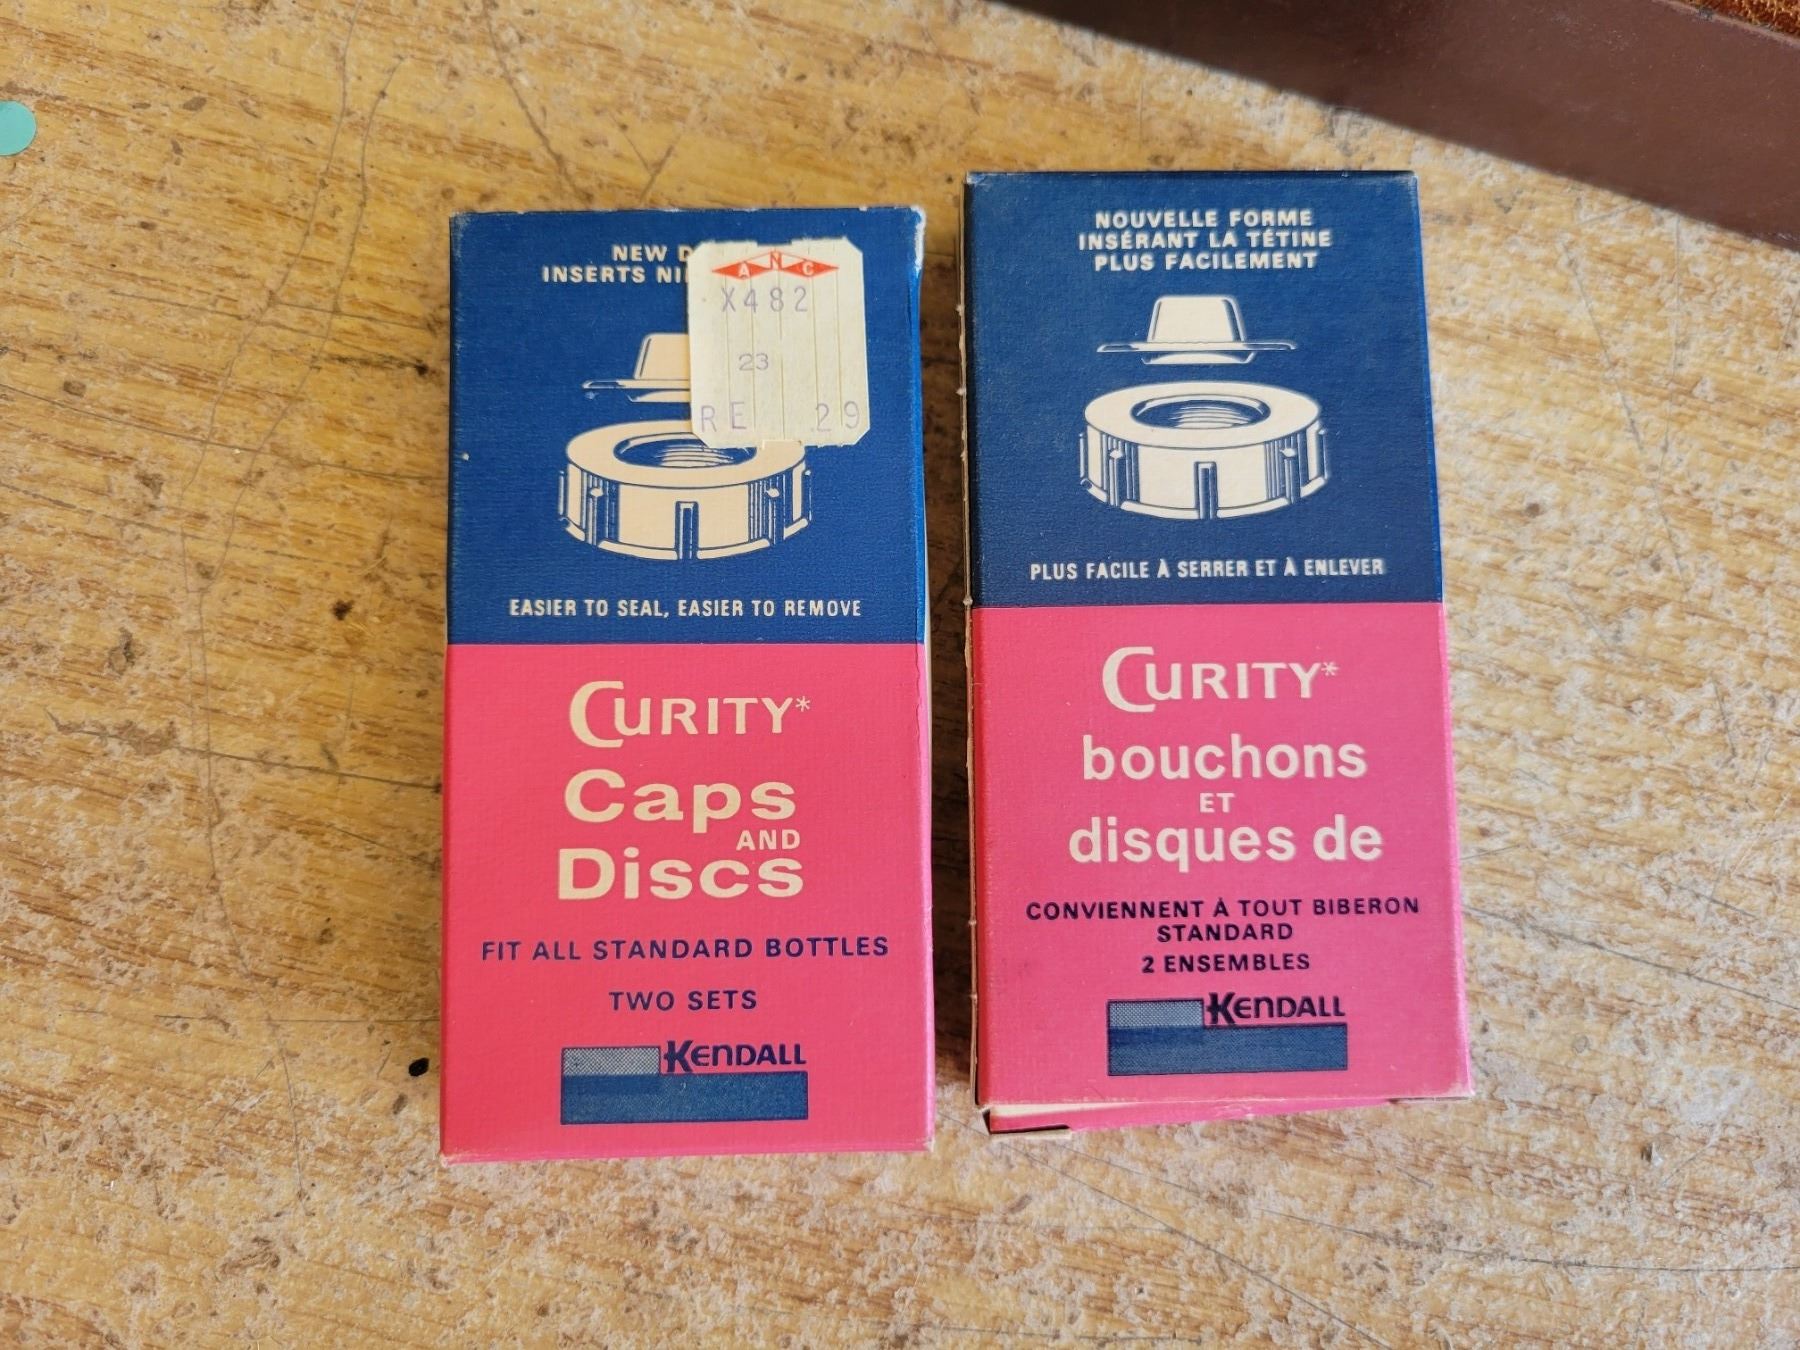 NEW
INSERTS
ANC
X482
23
RE .29
EASIER TO SEAL, EASIER TO REMOVE
CURITY*
Caps
AND
Discs
FIT ALL STANDARD BOTTLES
TWO SETS
KENDALL
NOUVELLE FORME
INSÉRANT LA TÉTINE
PLUS FACILEMENT
PLUS FACILE À SERRER ET À ENLEVER
CURITY*
bouchons
ET
disques de
CONVIENNENT À TOUT BIBERON
STANDARD
2 ENSEMBLES
KENDALL